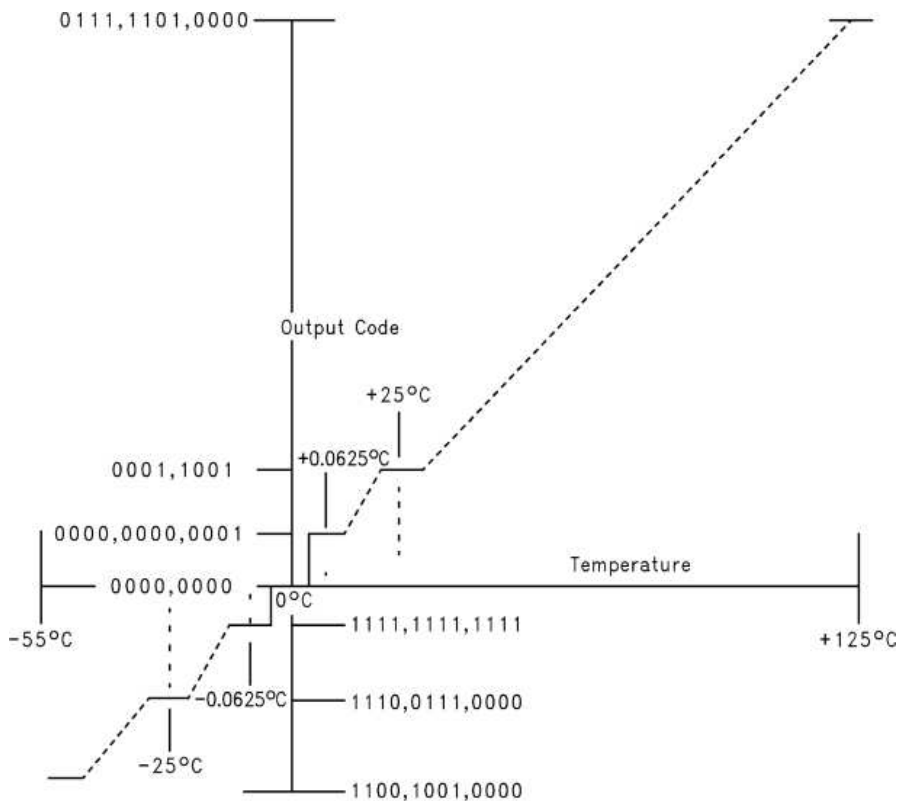 0111,1101,0000
Output Code
+25°C
+0.0625°C
0001,1001
0000,0000,0001
Temperature
0000,0000
0°C
-55°C
1111,1111,1111
+125°C
-0.0625°C
1110,0111,0000
-25°C
1100,1001,0000